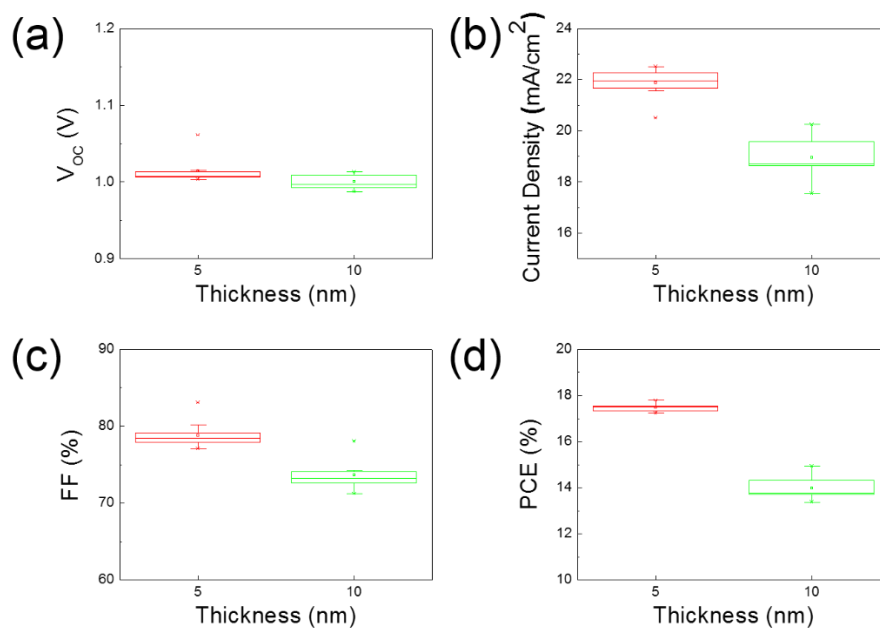 (a)
1.2
1.1
1.0
0.9
V_OC (V)
5
10
Thickness (nm)
(b)
24
22
20
18
16
14
Current Density (mA/cm²)
5
10
Thickness (nm)
(c)
90
80
70
60
FF (%)
5
10
Thickness (nm)
(d)
20
18
16
14
12
10
PCE (%)
5
10
Thickness (nm)